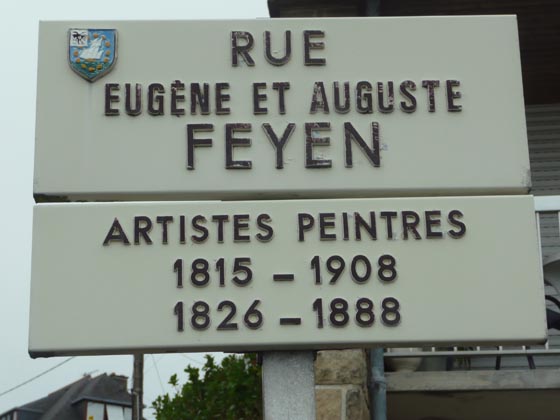 RUE
EUGÈNE ET AUGUSTE
FEYEN
ARTISTES PEINTRES
1815 - 1908
1826 - 1888